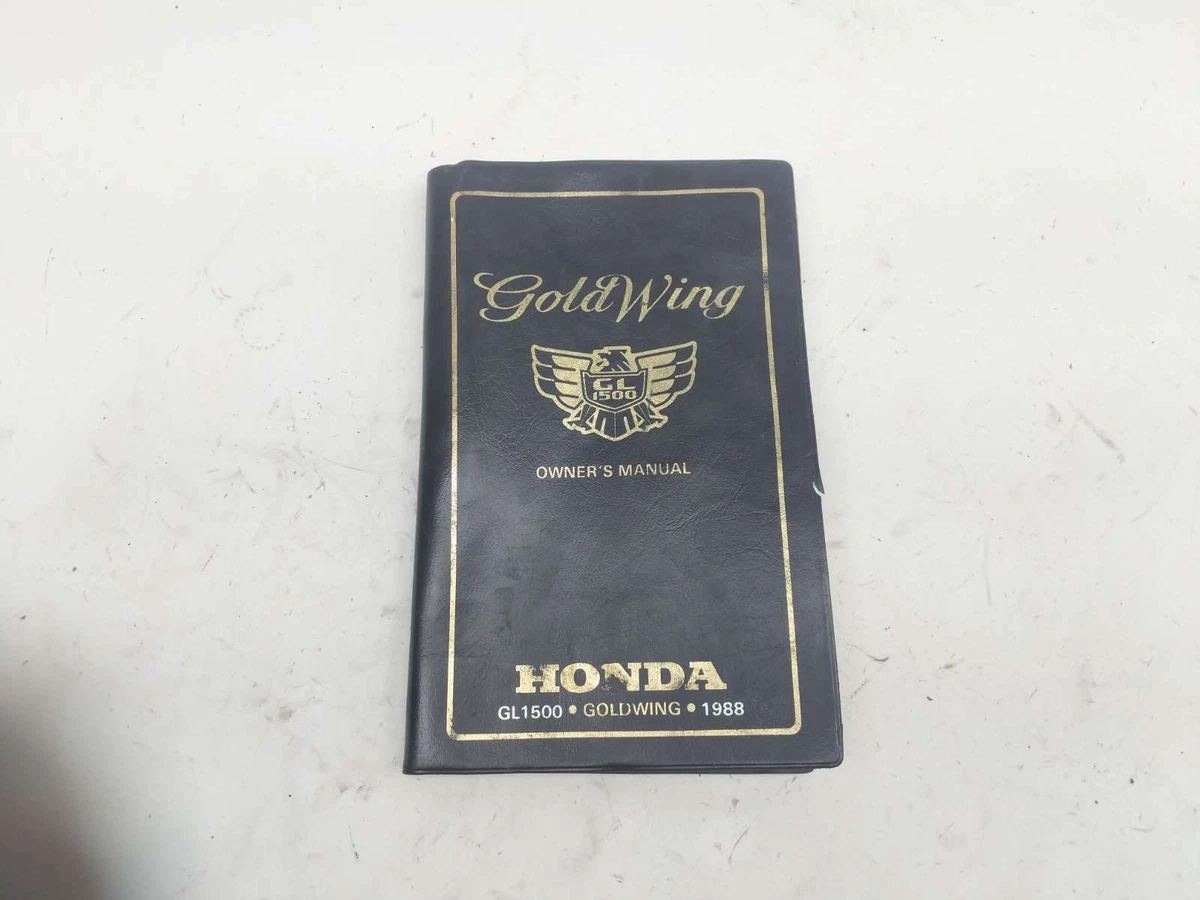 GoldWing
GL
1500
OWNER'S MANUAL
HONDA
GL1500 • GOLDWING • 1988